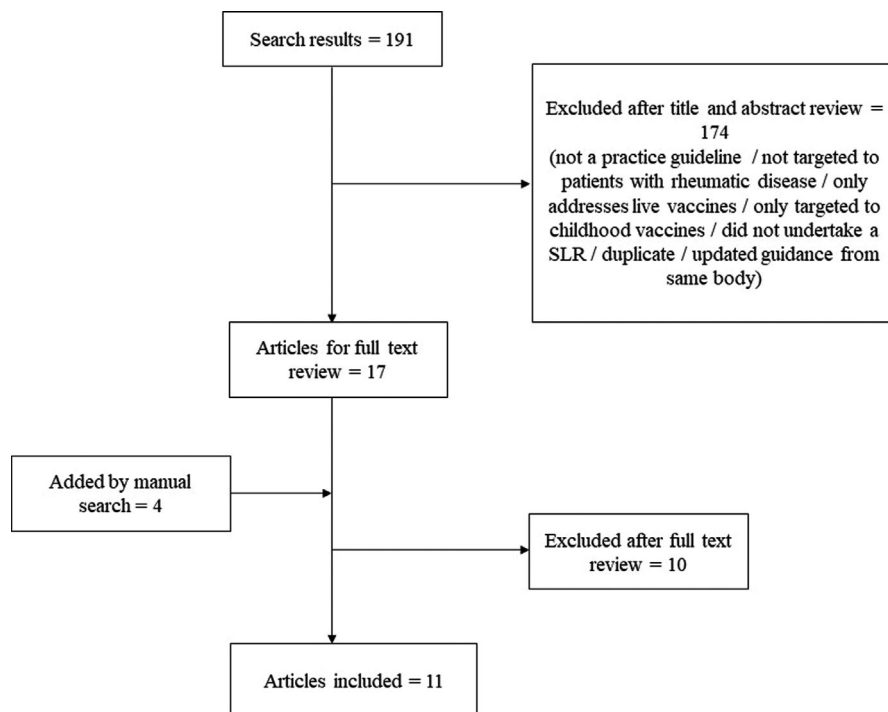 Search results = 191
Excluded after title and abstract review =
174
(not a practice guideline / not targeted to
patients with rheumatic disease / only
addresses live vaccines / only targeted to
childhood vaccines / did not undertake a
SLR / duplicate / updated guidance from
same body)
Articles for full text
review = 17
Added by manual
search = 4
Excluded after full text
review = 10
Articles included = 11